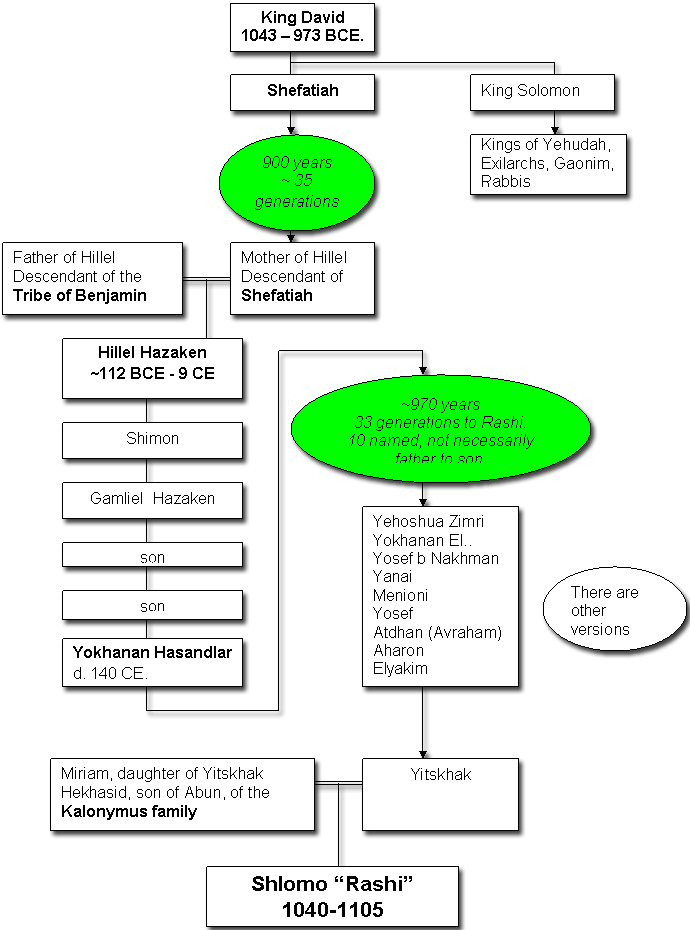 King David
1043 – 973 BCE.
Shefatiah
King Solomon
Kings of Yehudah,
Exilarchs, Gaonim,
Rabbis
900 years
~ 35
generations
Father of Hillel
Descendant of the
Tribe of Benjamin
Mother of Hillel
Descendant of
Shefatiah
Hillel Hazaken
~112 BCE - 9 CE
Shimon
Gamliel Hazaken
son
son
Yokhanan Hasandlar
d. 140 CE.
~970 years
33 generations to Rashi.
10 named, not necessarily
father to son
Yehoshua Zimri
Yokhanan El..
Yosef b Nakhman
Yanai
Menioni
Yosef
Atdhan (Avraham)
Aharon
Elyakim
There are
other
versions
Miriam, daughter of Yitskhak
Hekhasid, son of Abun, of the
Kalonymus family
Yitskhak
Shlomo “Rashi”
1040-1105